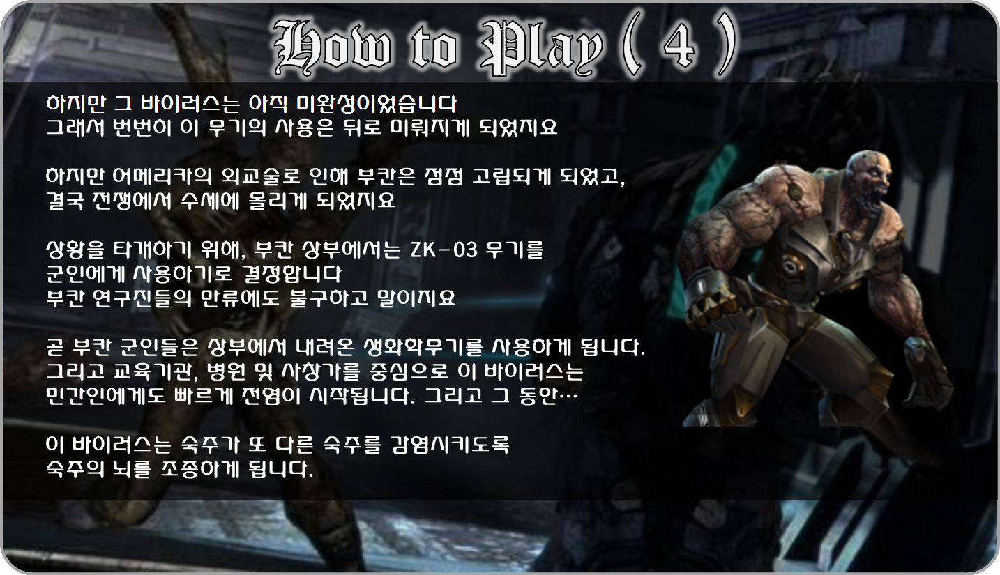 How to Play ( 4 )
하지만 그 바이러스는 아직 미완성이었습니다
그래서 번번히 이 무기의 사용은 뒤로 미뤄지게 되었지요
하지만 어메리카의 외교술로 인해 부칸은 점점 고립되게 되었고,
결국 전쟁에서 수세에 몰리게 되었지요
상황을 타개하기 위해, 부칸 상부에서는 ZK-03 무기를
군인에게 사용하기로 결정합니다
부칸 연구진들의 만류에도 불구하고 말이지요
곧 부칸 군인들은 상부에서 내려온 생화학무기를 사용하게 됩니다.
그리고 교육기관, 병원 및 사창가를 중심으로 이 바이러스는
민간인에게도 빠르게 전염이 시작됩니다. 그리고 그 동안…
이 바이러스는 숙주가 또 다른 숙주를 감염시키도록
숙주의 뇌를 조종하게 됩니다.